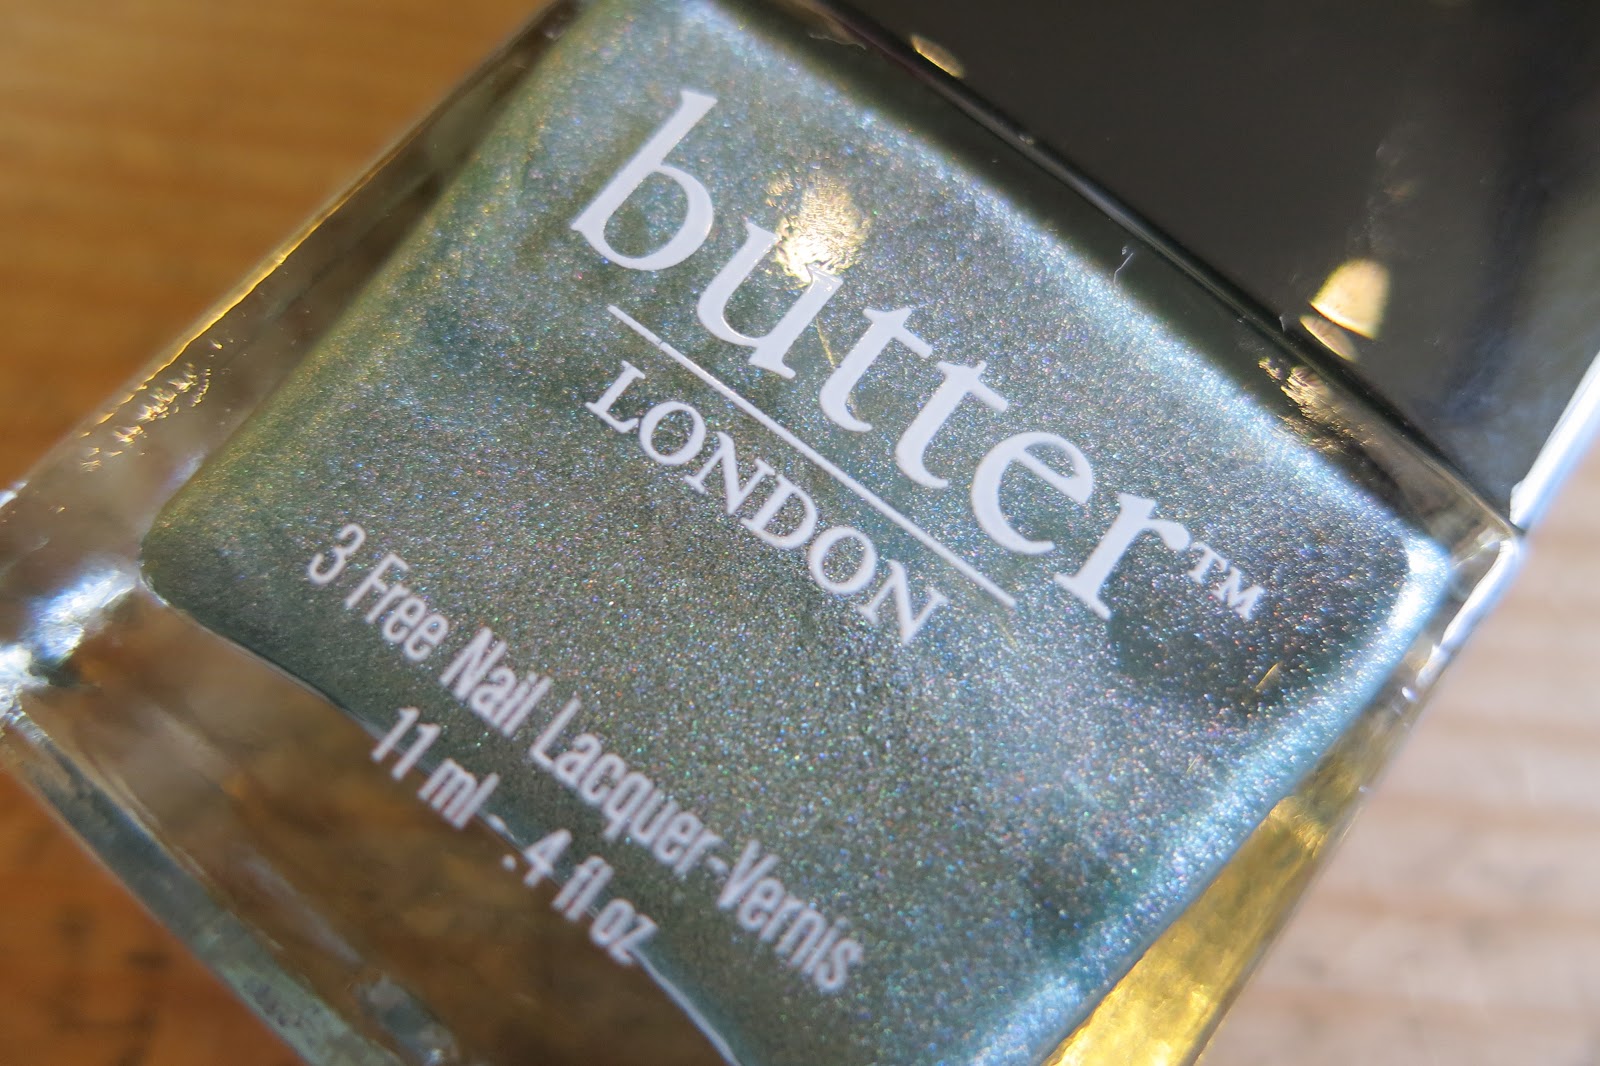 butter™
LONDON
3 Free Nail Lacquer-Vernis
11 ml - .4 fl oz